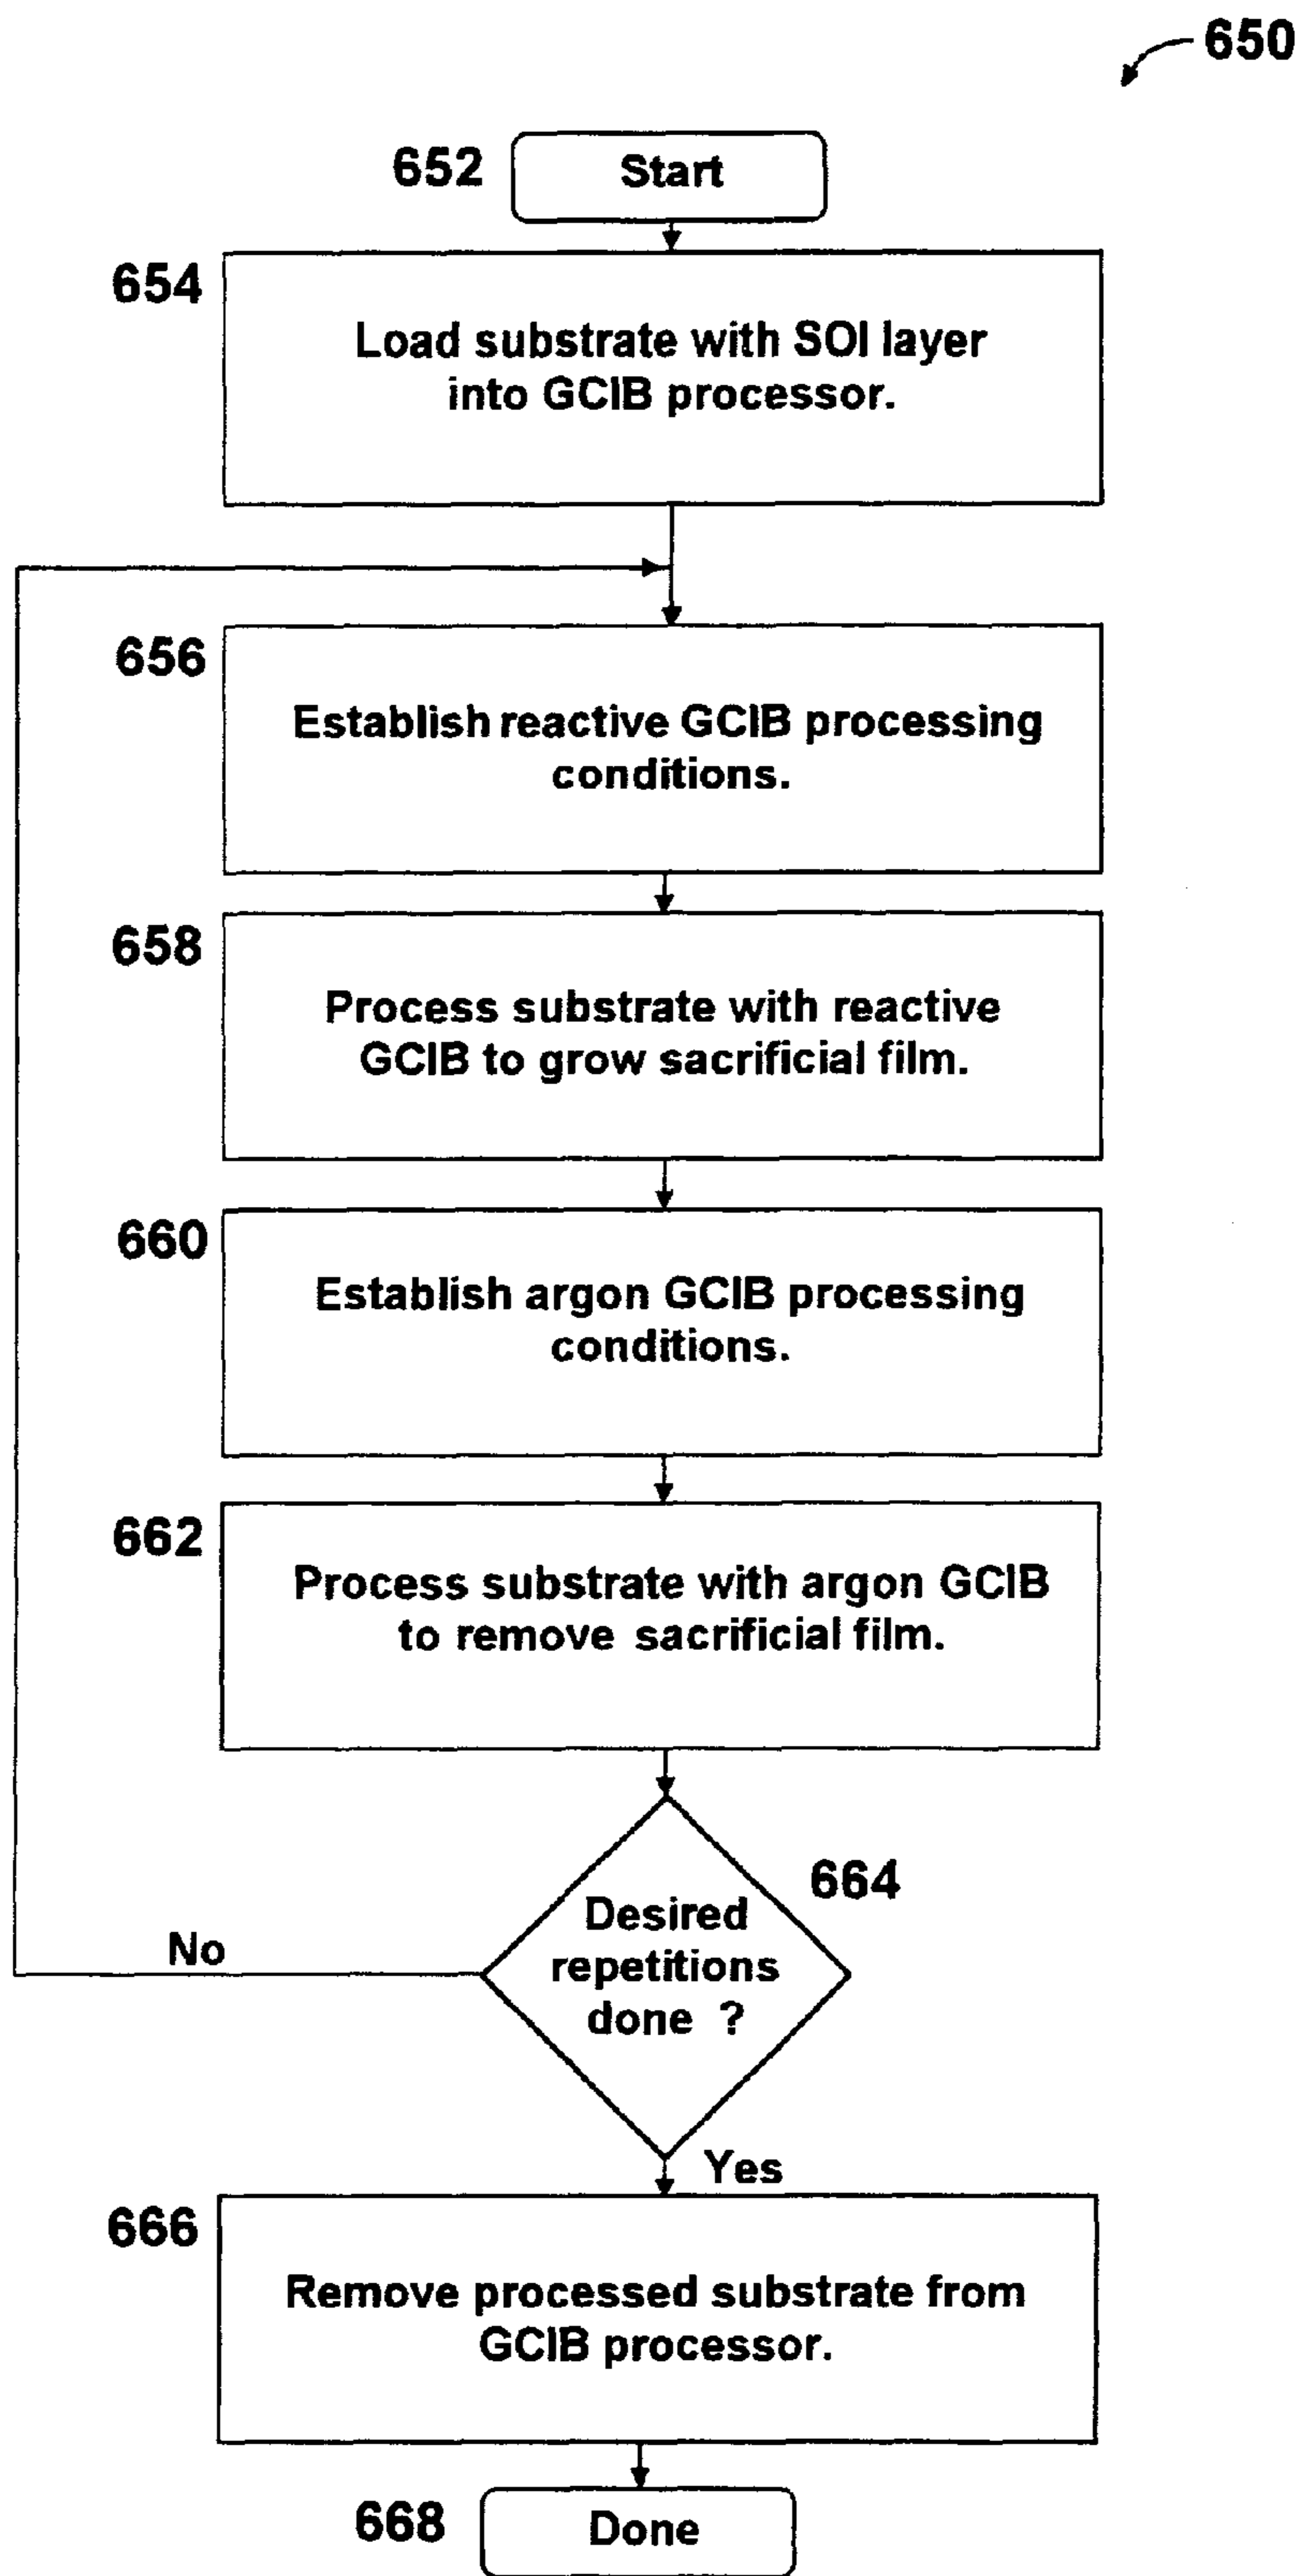 650
652
Start
654
Load substrate with SOI layer
into GCIB processor.
656
Establish reactive GCIB processing
conditions.
658
Process substrate with reactive
GCIB to grow sacrificial film.
660
Establish argon GCIB processing
conditions.
662
Process substrate with argon GCIB
to remove sacrificial film.
664
Desired
repetitions
done ?
No
Yes
666
Remove processed substrate from
GCIB processor.
668
Done